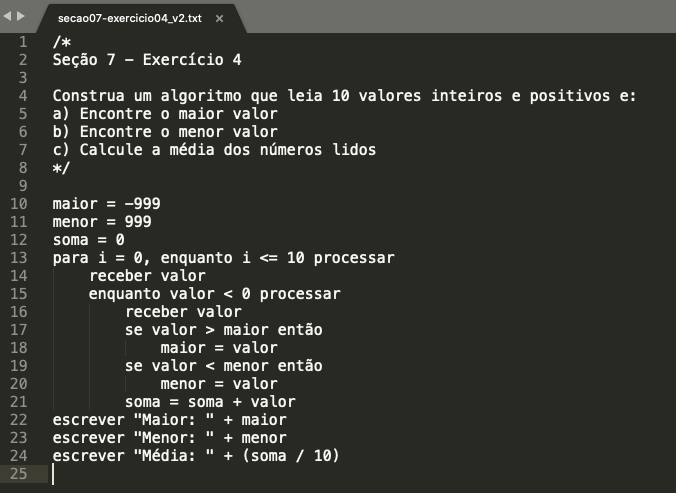 secao07-exercicio04_v2.txt ×
1 /*
2 Seção 7 - Exercício 4
3
4 Construa um algoritmo que leia 10 valores inteiros e positivos e:
5 a) Encontre o maior valor
6 b) Encontre o menor valor
7 c) Calcule a média dos números lidos
8 */
9
10 maior = -999
11 menor = 999
12 soma = 0
13 para i = 0, enquanto i <= 10 processar
14     receber valor
15     enquanto valor < 0 processar
16         receber valor
17         se valor > maior então
18             maior = valor
19         se valor < menor então
20             menor = valor
21         soma = soma + valor
22 escrever "Maior: " + maior
23 escrever "Menor: " + menor
24 escrever "Média: " + (soma / 10)
25